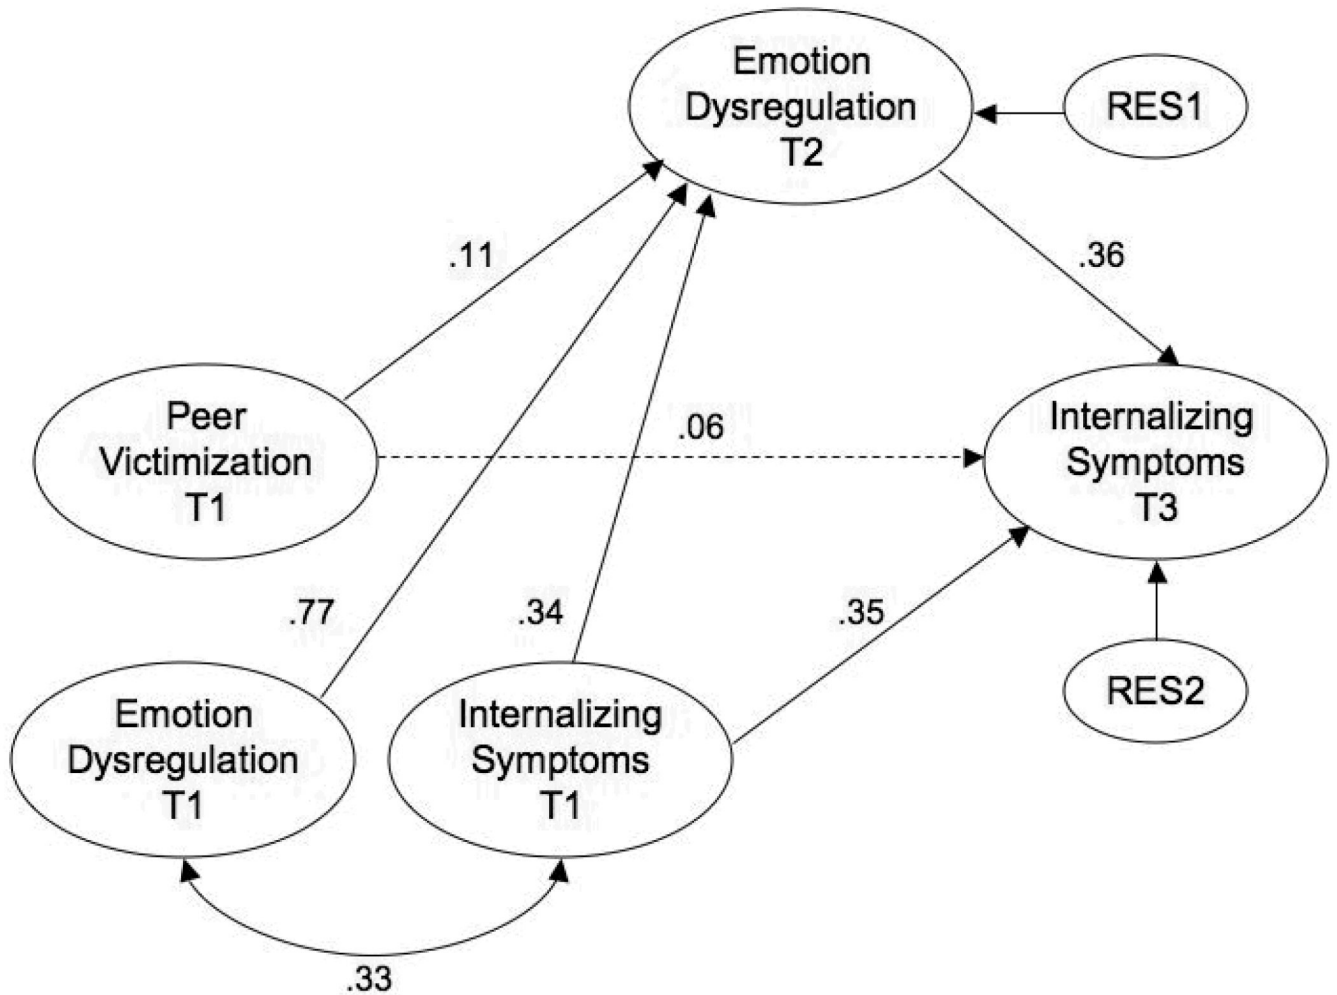 Emotion
Dysregulation
T2
RES1
.11
.36
Peer
Victimization
T1
.06
Internalizing
Symptoms
T3
.77
.34
.35
RES2
Emotion
Dysregulation
T1
Internalizing
Symptoms
T1
.33